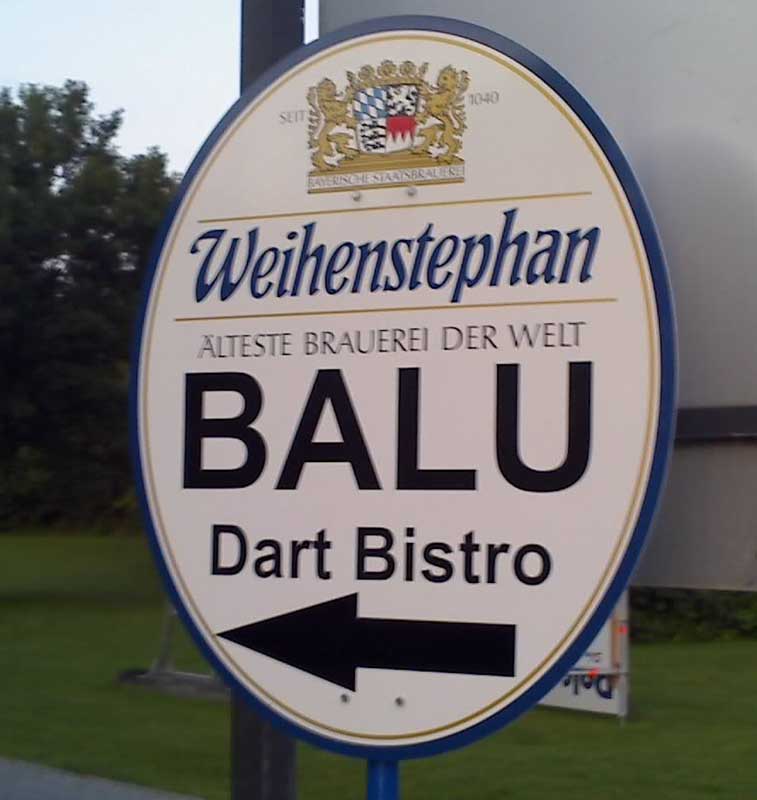 SEIT 1040
BAYERISCHE STAATSBRAUEREI
Weihenstephan
ÄLTESTE BRAUEREI DER WELT
BALU
Dart Bistro